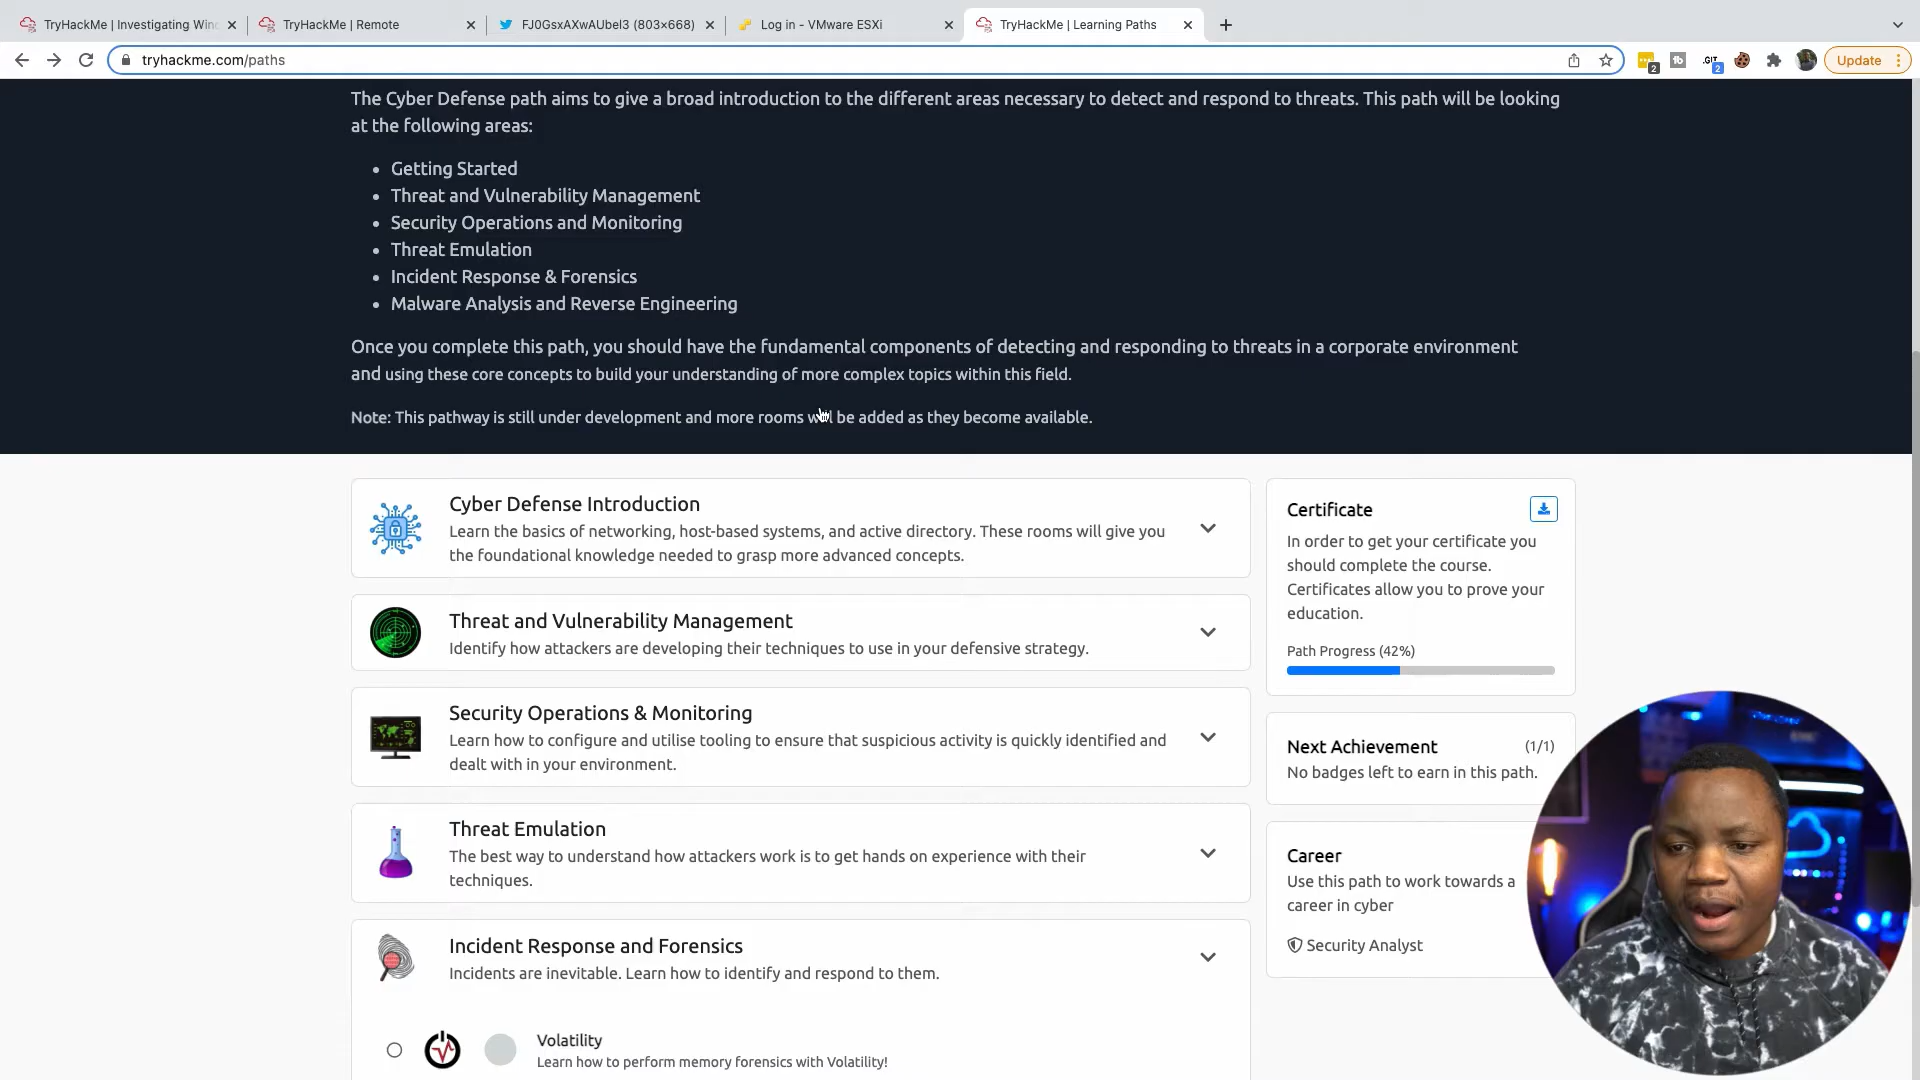 TryHackMe | Investigating Win
TryHackMe | Remote
FJ0GsxAXwAUbeI3 (803×668)
Log in - VMware ESXi
TryHackMe | Learning Paths
tryhackme.com/paths
2
.GIT
2
Update
The Cyber Defense path aims to give a broad introduction to the different areas necessary to detect and respond to threats. This path will be looking
at the following areas:
• Getting Started
• Threat and Vulnerability Management
• Security Operations and Monitoring
• Threat Emulation
• Incident Response & Forensics
• Malware Analysis and Reverse Engineering
Once you complete this path, you should have the fundamental components of detecting and responding to threats in a corporate environment
and using these core concepts to build your understanding of more complex topics within this field.
Note: This pathway is still under development and more rooms will be added as they become available.
Cyber Defense Introduction
Learn the basics of networking, host-based systems, and active directory. These rooms will give you
the foundational knowledge needed to grasp more advanced concepts.
Threat and Vulnerability Management
Identify how attackers are developing their techniques to use in your defensive strategy.
Security Operations & Monitoring
Learn how to configure and utilise tooling to ensure that suspicious activity is quickly identified and
dealt with in your environment.
Threat Emulation
The best way to understand how attackers work is to get hands on experience with their
techniques.
Incident Response and Forensics
Incidents are inevitable. Learn how to identify and respond to them.
Volatility
Learn how to perform memory forensics with Volatility!
Certificate
In order to get your certificate you
should complete the course.
Certificates allow you to prove your
education.
Path Progress (42%)
Next Achievement (1/1)
No badges left to earn in this path.
Career
Use this path to work towards a
career in cyber
Security Analyst